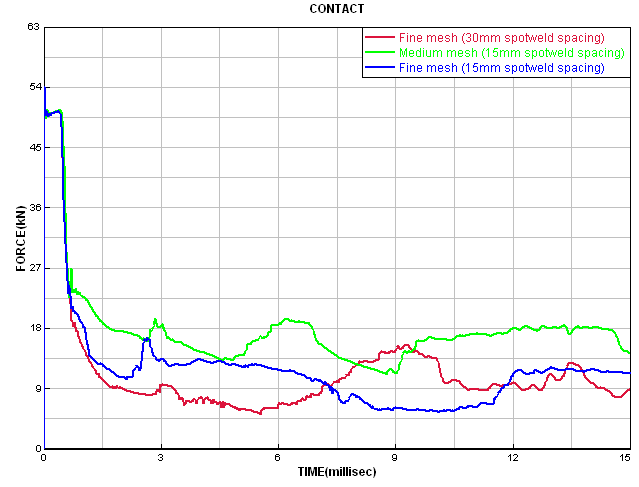 CONTACT
Fine mesh (30mm spotweld spacing)
Medium mesh (15mm spotweld spacing)
Fine mesh (15mm spotweld spacing)
63
54
45
36
27
18
9
0
FORCE(kN)
0 3 6 9 12 15
TIME(millisec)